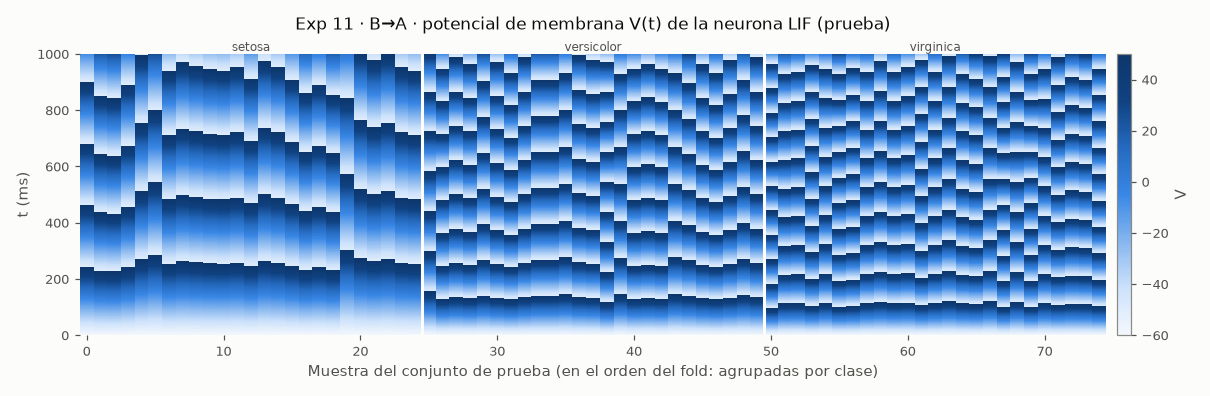 Exp 11 · B→A · potencial de membrana V(t) de la neurona LIF (prueba)
setosa versicolor virginica
1000
800
600
400
200
0
t (ms)
0 10 20 30 40 50 60 70
Muestra del conjunto de prueba (en el orden del fold: agrupadas por clase)
40
20
0
−20
−40
−60
V